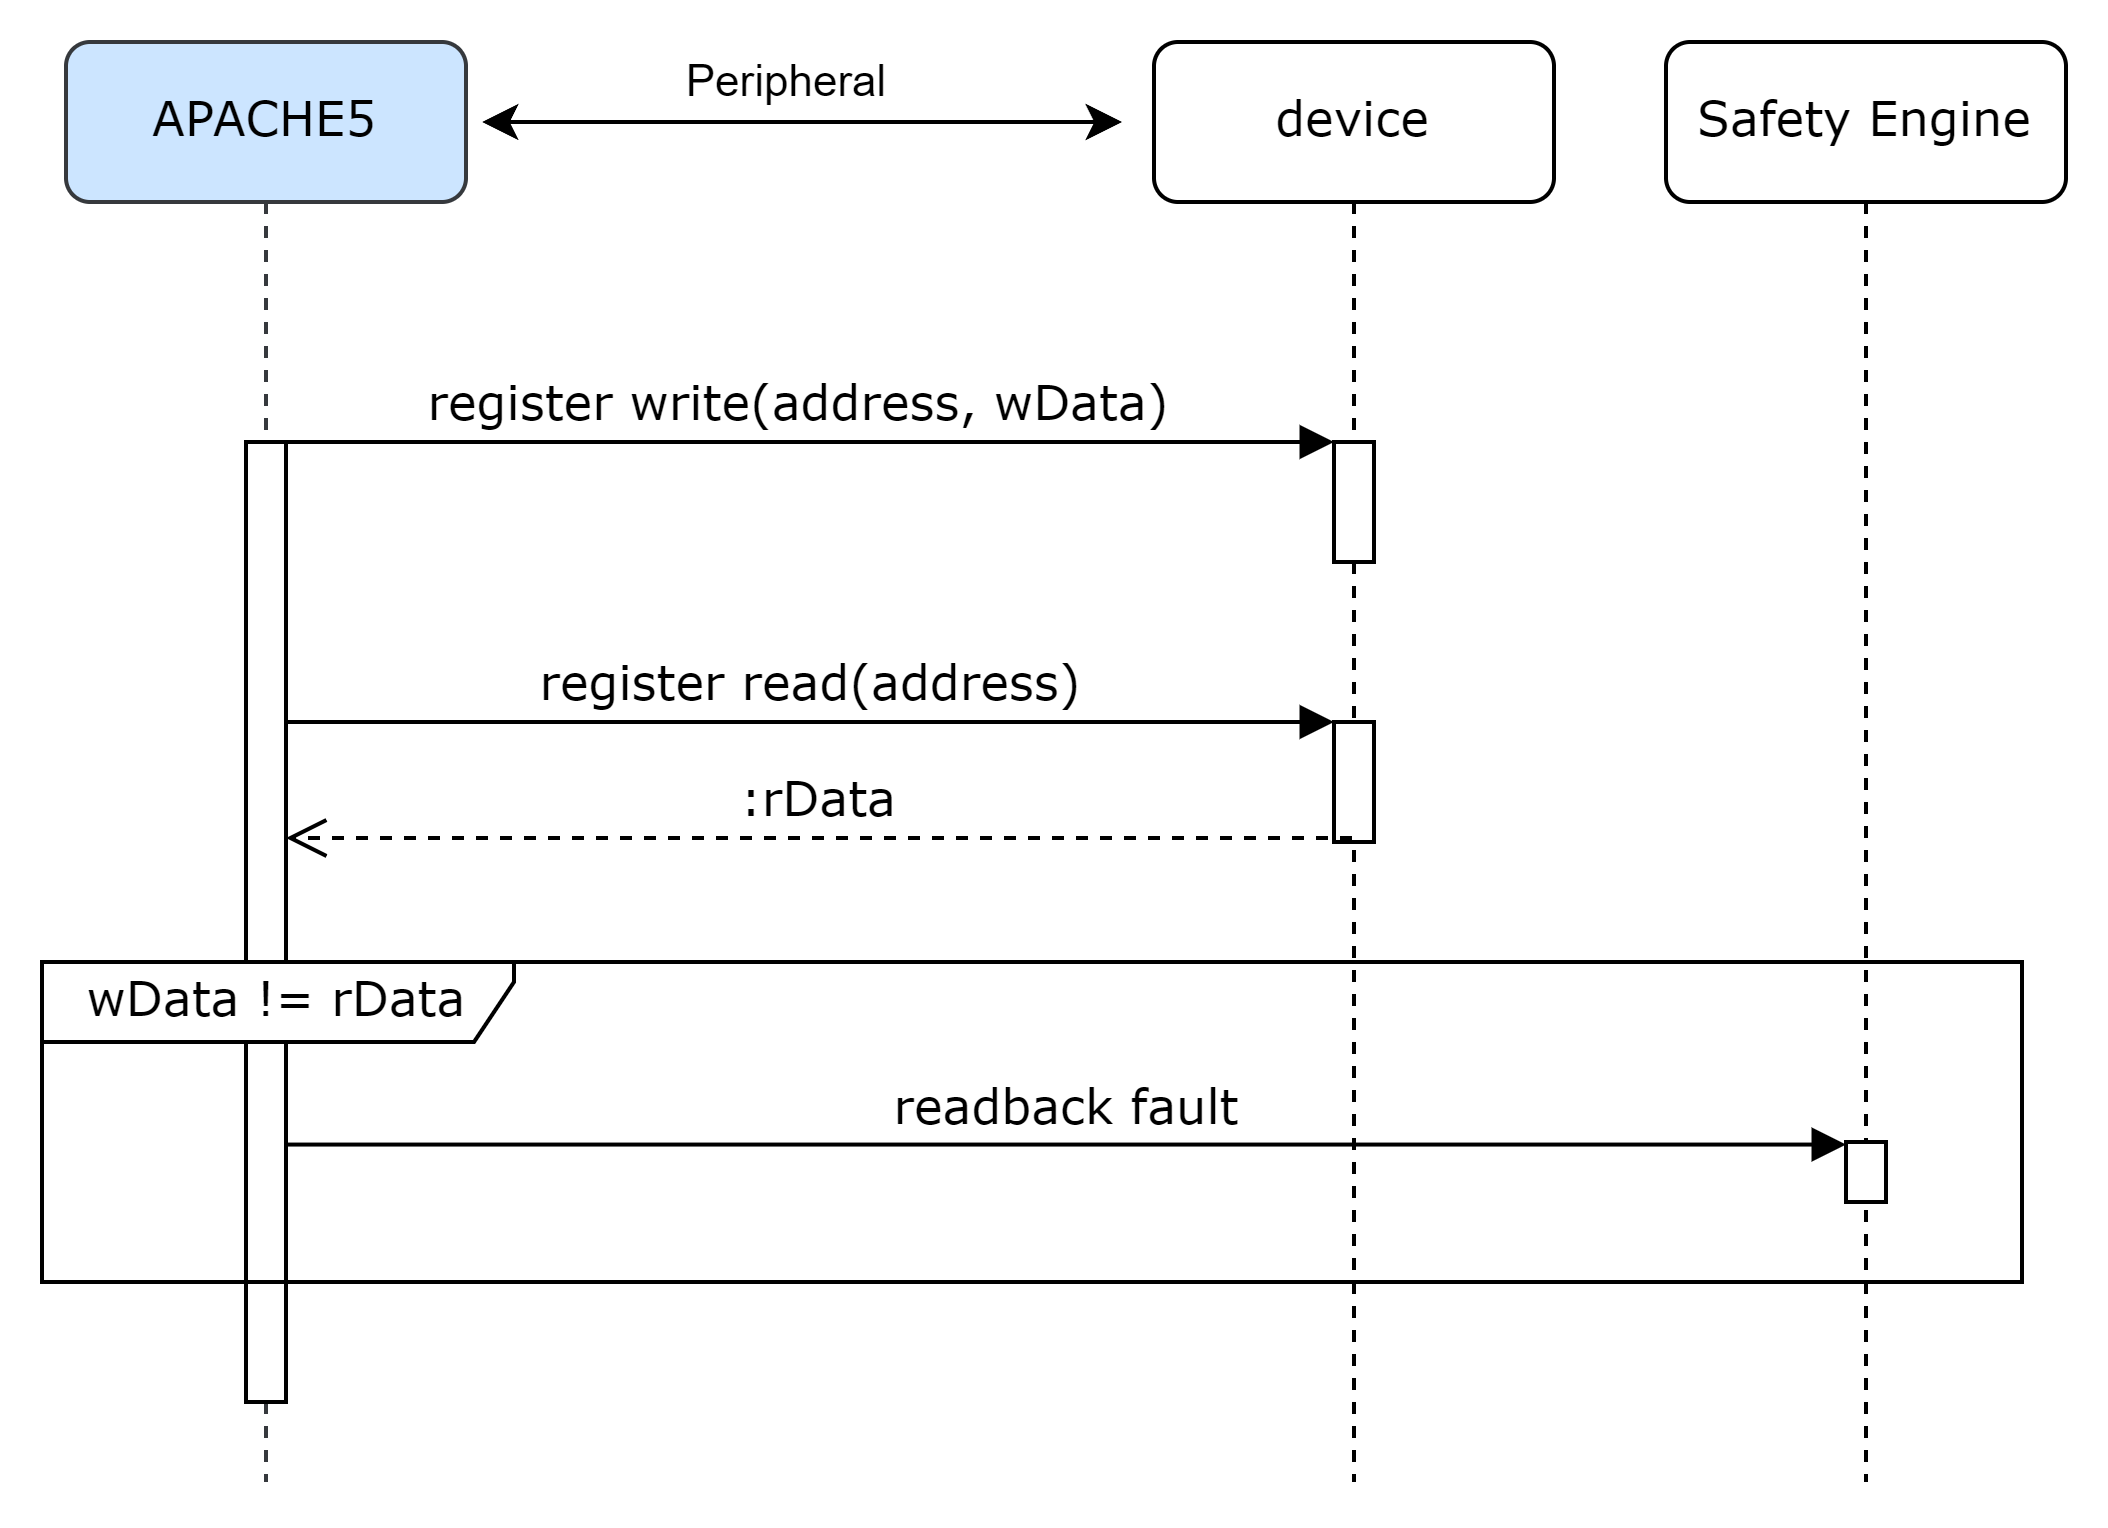 APACHE5
Peripheral
device
Safety Engine
register write(address, wData)
register read(address)
:rData
wData != rData
readback fault